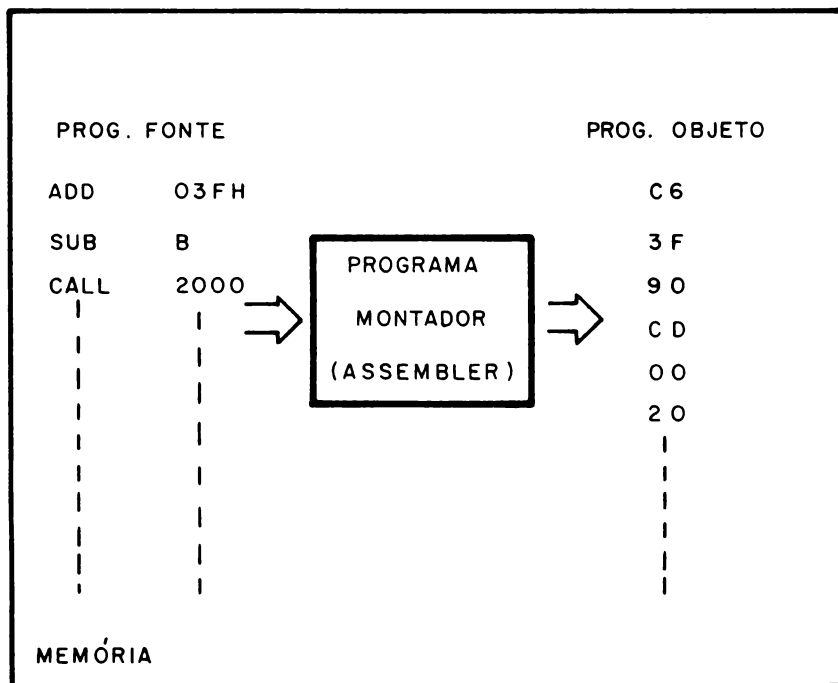 PROG. FONTE
PROG. OBJETO
ADD 03FH
SUB B
CALL 2000
PROGRAMA
MONTADOR
(ASSEMBLER)
C6
3F
90
CD
00
20
MEMÓRIA